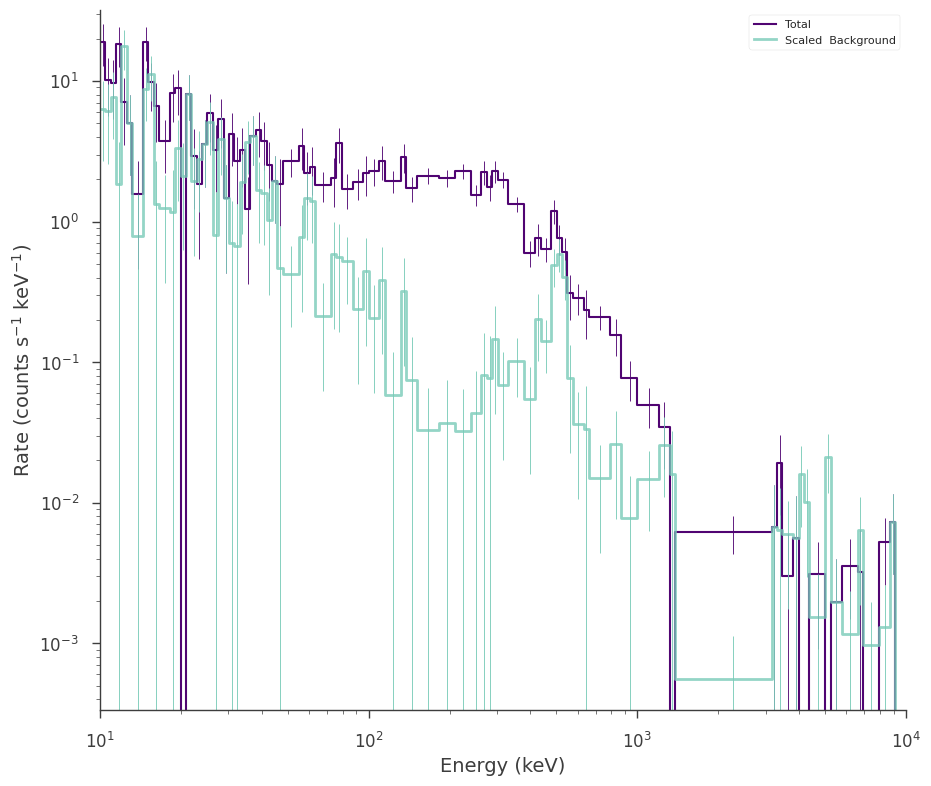 Total
Scaled  Background
10¹
10⁰
10⁻¹
10⁻²
10⁻³
Rate (counts s⁻¹ keV⁻¹)
10¹ 10² 10³ 10⁴
Energy (keV)